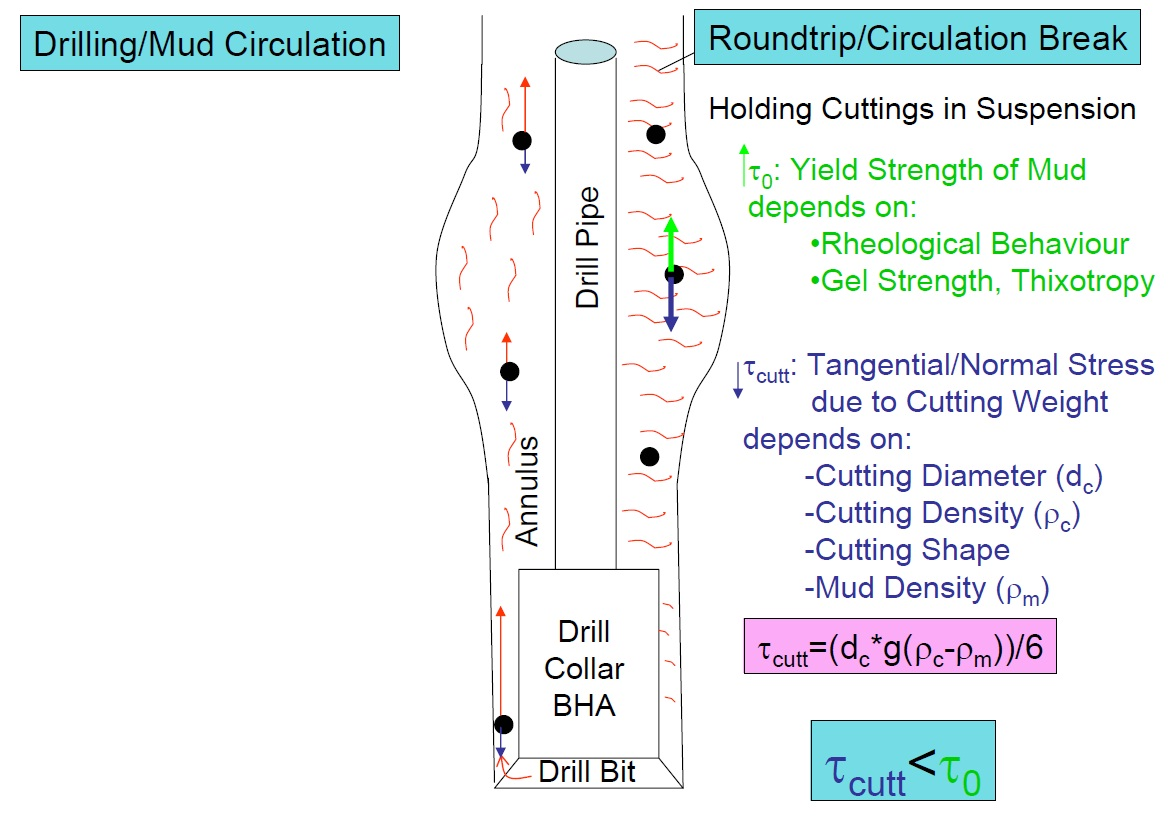 Drilling/Mud Circulation
Roundtrip/Circulation Break
Holding Cuttings in Suspension
τ0: Yield Strength of Mud
depends on:
•Rheological Behaviour
•Gel Strength, Thixotropy
τcutt: Tangential/Normal Stress
due to Cutting Weight
depends on:
-Cutting Diameter (dc)
-Cutting Density (ρc)
-Cutting Shape
-Mud Density (ρm)
τcutt=(dc*g(ρc-ρm))/6
τcutt<τ0
Drill Pipe
Annulus
Drill
Collar
BHA
Drill Bit